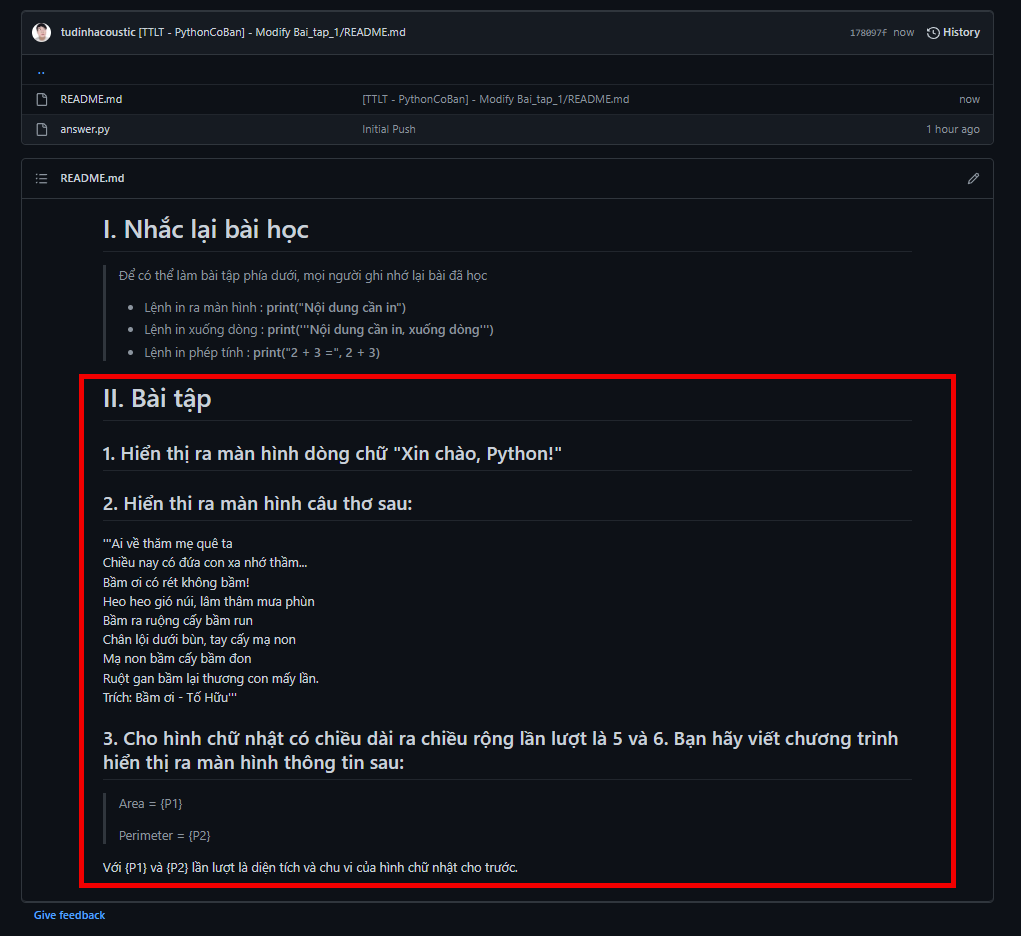 tudinhacoustic [TTLT - PythonCoBan] - Modify Bai_tap_1/README.md 178097f now History
..
README.md [TTLT - PythonCoBan] - Modify Bai_tap_1/README.md now
answer.py Initial Push 1 hour ago
README.md
I. Nhắc lại bài học
Để có thể làm bài tập phía dưới, mọi người ghi nhớ lại bài đã học
• Lệnh in ra màn hình : print("Nội dung cần in")
• Lệnh in xuống dòng : print('''Nội dung cần in, xuống dòng''')
• Lệnh in phép tính : print("2 + 3 =", 2 + 3)
II. Bài tập
1. Hiển thị ra màn hình dòng chữ "Xin chào, Python!"
2. Hiển thi ra màn hình câu thơ sau:
'''Ai về thăm mẹ quê ta
Chiều nay có đứa con xa nhớ thầm...
Bầm ơi có rét không bầm!
Heo heo gió núi, lâm thâm mưa phùn
Bầm ra ruộng cấy bầm run
Chân lội dưới bùn, tay cấy mạ non
Mạ non bầm cấy bầm đon
Ruột gan bầm lại thương con mấy lần.
Trích: Bầm ơi - Tố Hữu'''
3. Cho hình chữ nhật có chiều dài ra chiều rộng lần lượt là 5 và 6. Bạn hãy viết chương trình
hiển thị ra màn hình thông tin sau:
Area = {P1}
Perimeter = {P2}
Với {P1} và {P2} lần lượt là diện tích và chu vi của hình chữ nhật cho trước.
Give feedback